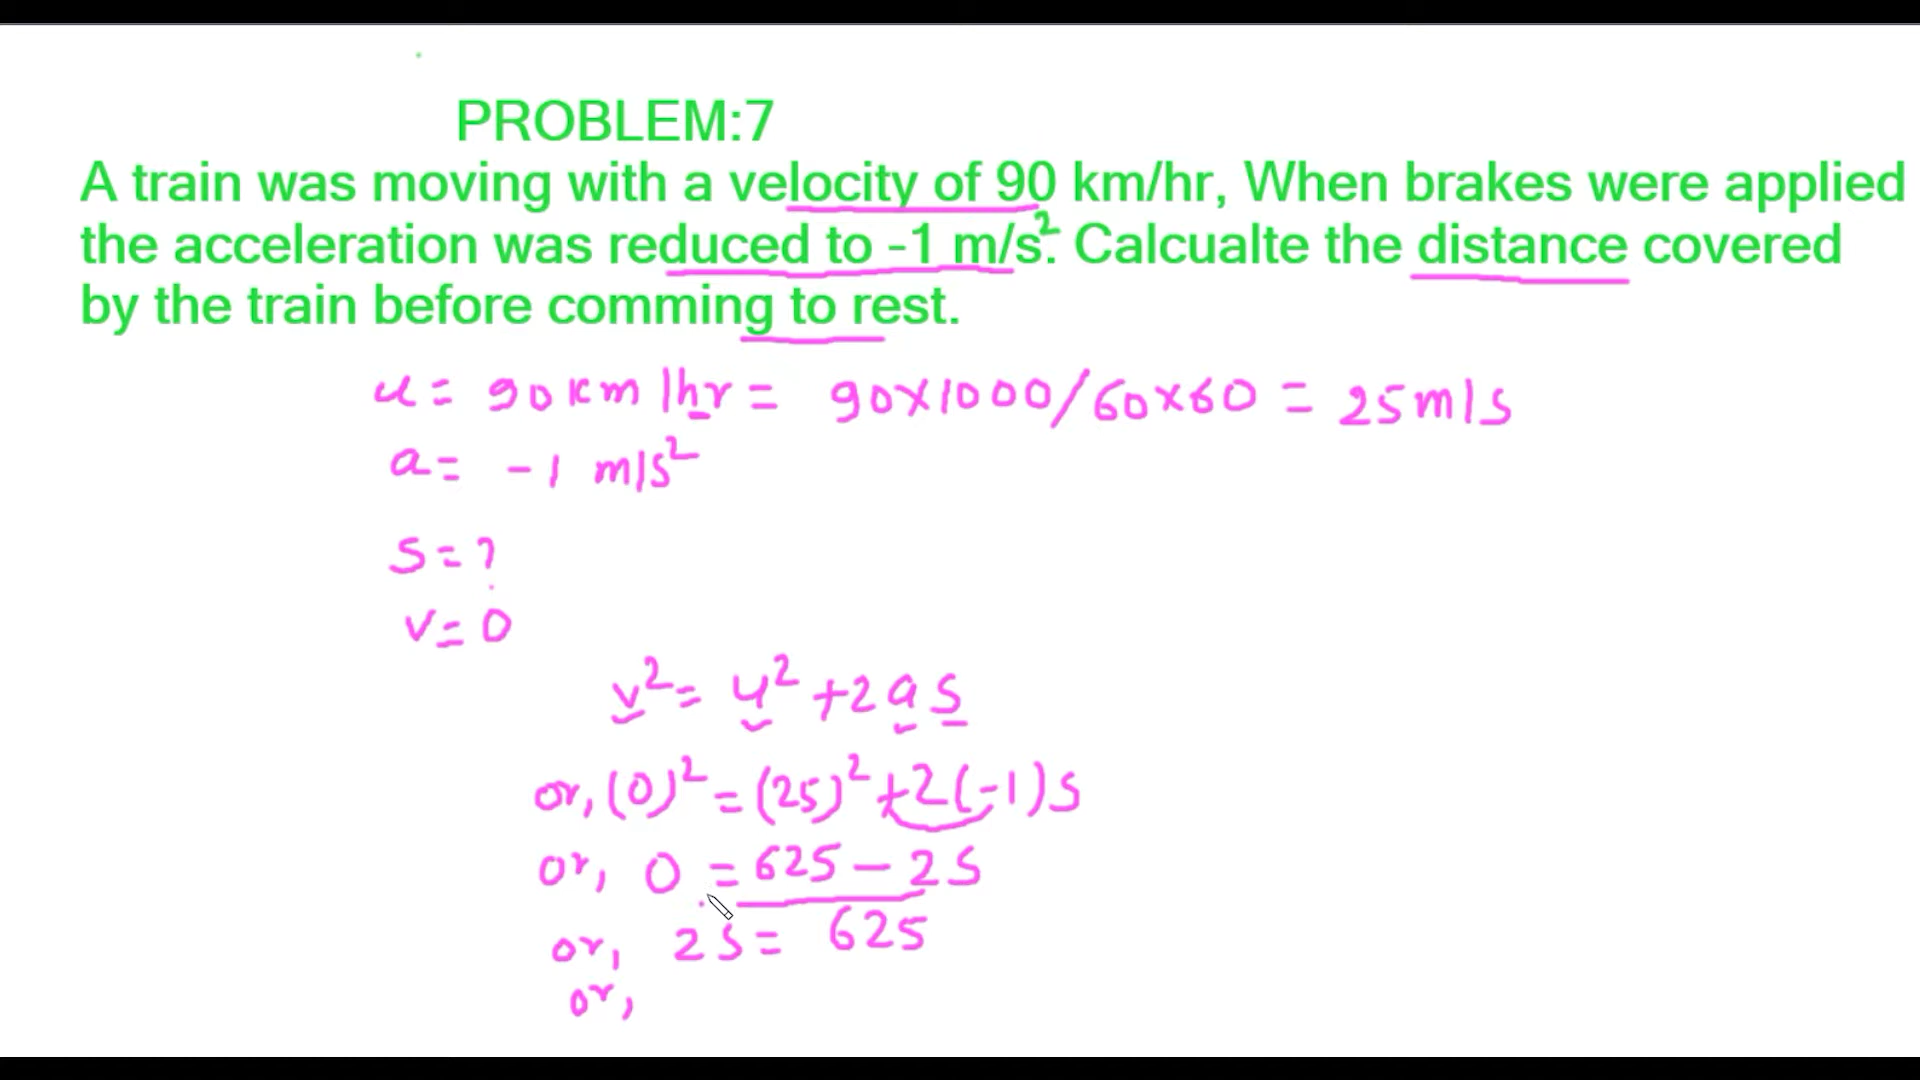 PROBLEM:7
A train was moving with a velocity of 90 km/hr, When brakes were applied
the acceleration was reduced to -1 m/s². Calcualte the distance covered
by the train before comming to rest.
u = 90 km/hr = 90×1000/60×60 = 25 m/s
a = -1 m/s²
s = ?
v = 0
v² = u² + 2as
or, (0)² = (25)² + 2(-1)s
or, 0 = 625 - 2s
or, 2s = 625
or,